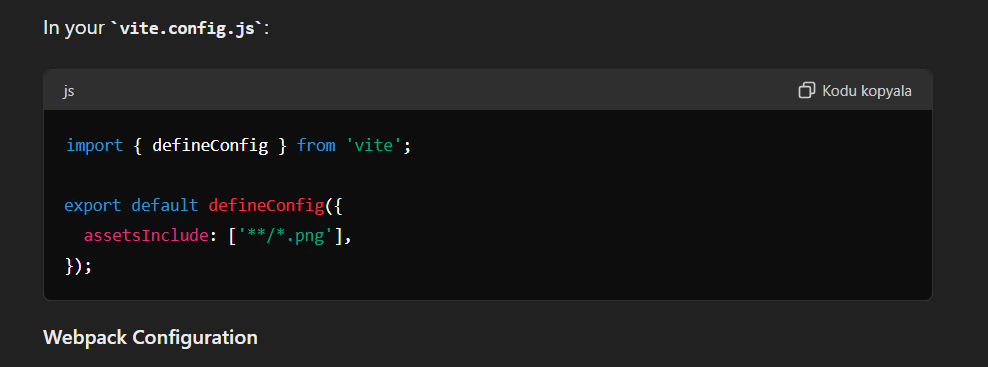 In your `vite.config.js`:
js
Kodu kopyala
import { defineConfig } from 'vite';
export default defineConfig({
  assetsInclude: ['**/*.png'],
});
Webpack Configuration